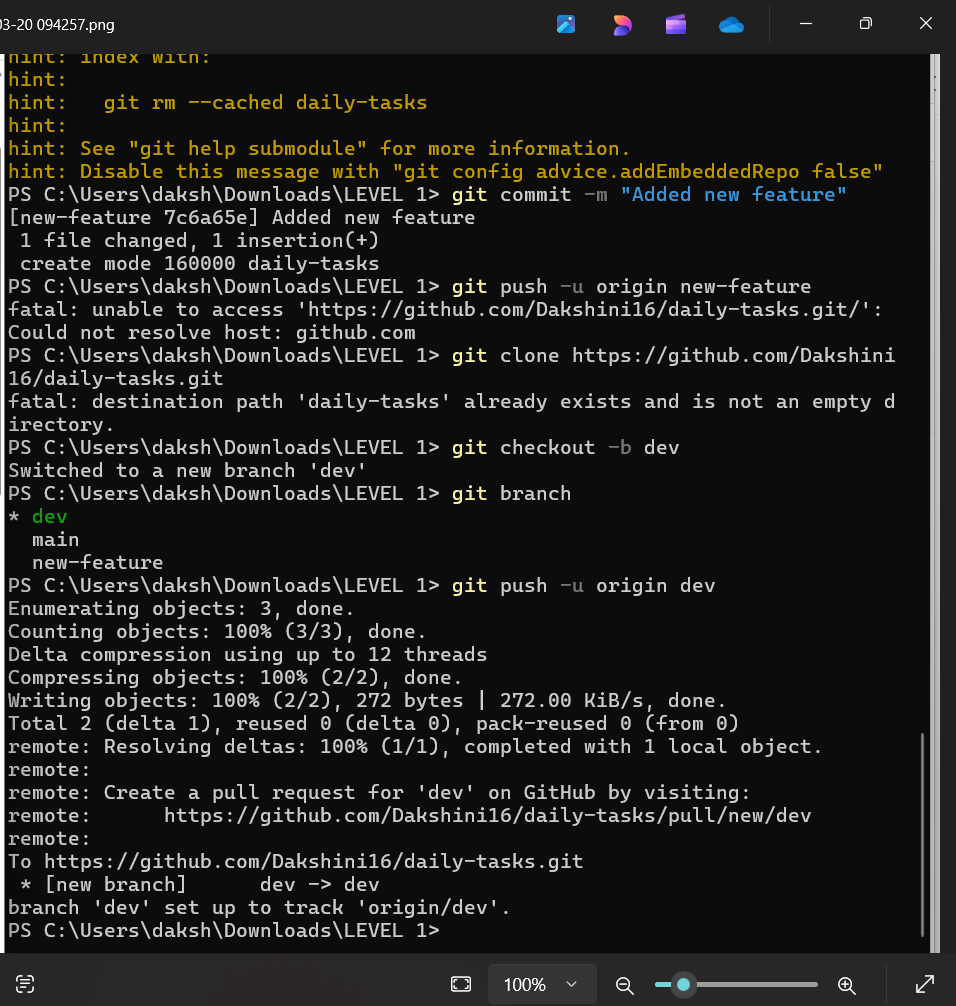 03-20 094257.png
hint: index with:
hint:
hint:   git rm --cached daily-tasks
hint:
hint: See "git help submodule" for more information.
hint: Disable this message with "git config advice.addEmbeddedRepo false"
PS C:\Users\daksh\Downloads\LEVEL 1> git commit -m "Added new feature"
[new-feature 7c6a65e] Added new feature
 1 file changed, 1 insertion(+)
 create mode 160000 daily-tasks
PS C:\Users\daksh\Downloads\LEVEL 1> git push -u origin new-feature
fatal: unable to access 'https://github.com/Dakshini16/daily-tasks.git/':
Could not resolve host: github.com
PS C:\Users\daksh\Downloads\LEVEL 1> git clone https://github.com/Dakshini
16/daily-tasks.git
fatal: destination path 'daily-tasks' already exists and is not an empty d
irectory.
PS C:\Users\daksh\Downloads\LEVEL 1> git checkout -b dev
Switched to a new branch 'dev'
PS C:\Users\daksh\Downloads\LEVEL 1> git branch
* dev
  main
  new-feature
PS C:\Users\daksh\Downloads\LEVEL 1> git push -u origin dev
Enumerating objects: 3, done.
Counting objects: 100% (3/3), done.
Delta compression using up to 12 threads
Compressing objects: 100% (2/2), done.
Writing objects: 100% (2/2), 272 bytes | 272.00 KiB/s, done.
Total 2 (delta 1), reused 0 (delta 0), pack-reused 0 (from 0)
remote: Resolving deltas: 100% (1/1), completed with 1 local object.
remote:
remote: Create a pull request for 'dev' on GitHub by visiting:
remote:      https://github.com/Dakshini16/daily-tasks/pull/new/dev
remote:
To https://github.com/Dakshini16/daily-tasks.git
 * [new branch]      dev -> dev
branch 'dev' set up to track 'origin/dev'.
PS C:\Users\daksh\Downloads\LEVEL 1>
100%